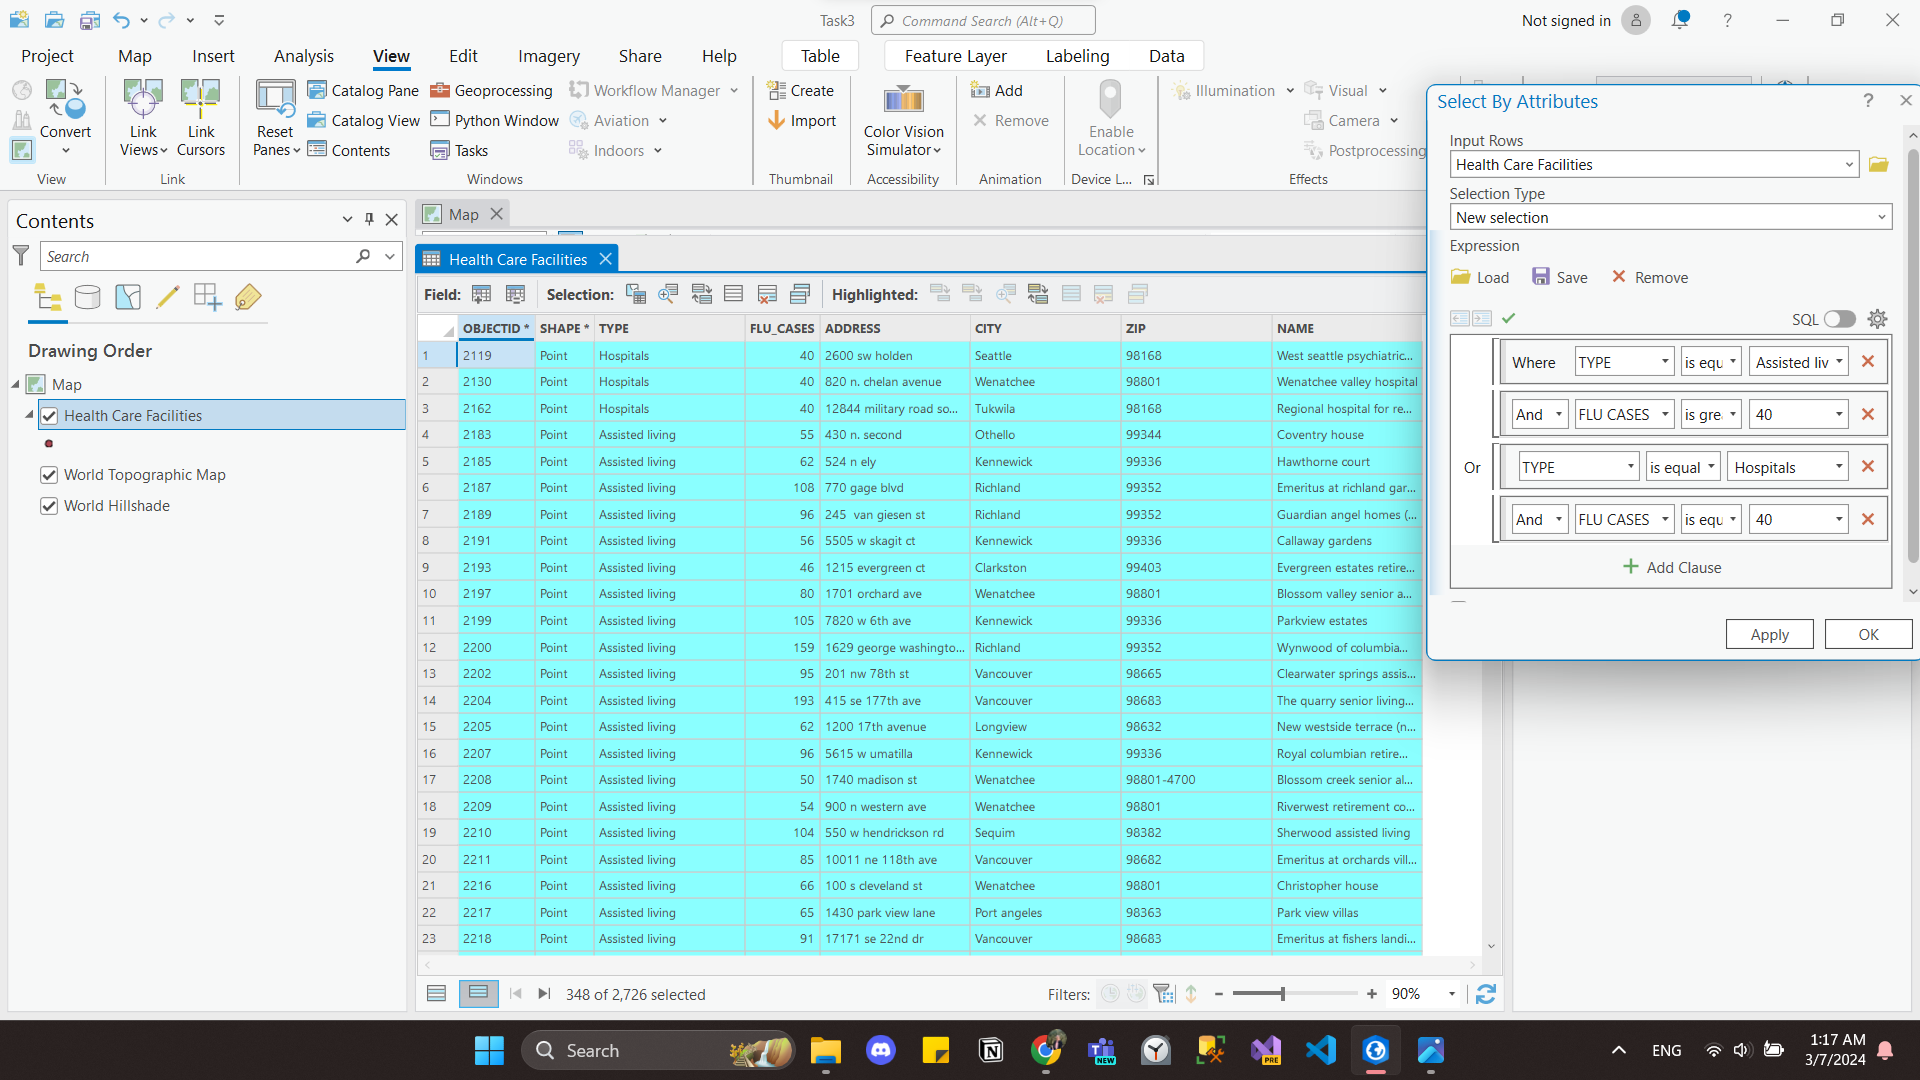 Task3
Command Search (Alt+Q)
Not signed in
Project Map Insert Analysis View Edit Imagery Share Help Table Feature Layer Labeling Data
Convert
Link Views
Link Cursors
Reset Panes
Catalog Pane
Catalog View
Contents
Geoprocessing
Python Window
Tasks
Workflow Manager
Aviation
Indoors
Create
Import
Color Vision Simulator
Add
Remove
Enable Location
Illumination
Visual
Camera
Postprocessing
View Link Windows Thumbnail Accessibility Animation Device L... Effects
Contents
Search
Drawing Order
Map
Health Care Facilities
World Topographic Map
World Hillshade
Map
Health Care Facilities
Field: Selection: Highlighted:
OBJECTID * SHAPE * TYPE FLU_CASES ADDRESS CITY ZIP NAME
1 2119 Point Hospitals 40 2600 sw holden Seattle 98168 West seattle psychiatric...
2 2130 Point Hospitals 40 820 n. chelan avenue Wenatchee 98801 Wenatchee valley hospital
3 2162 Point Hospitals 40 12844 military road so... Tukwila 98168 Regional hospital for re...
4 2183 Point Assisted living 55 430 n. second Othello 99344 Coventry house
5 2185 Point Assisted living 62 524 n ely Kennewick 99336 Hawthorne court
6 2187 Point Assisted living 108 770 gage blvd Richland 99352 Emeritus at richland gar...
7 2189 Point Assisted living 96 245 van giesen st Richland 99352 Guardian angel homes (...
8 2191 Point Assisted living 56 5505 w skagit ct Kennewick 99336 Callaway gardens
9 2193 Point Assisted living 46 1215 evergreen ct Clarkston 99403 Evergreen estates retire...
10 2197 Point Assisted living 80 1701 orchard ave Wenatchee 98801 Blossom valley senior a...
11 2199 Point Assisted living 105 7820 w 6th ave Kennewick 99336 Parkview estates
12 2200 Point Assisted living 159 1629 george washingto... Richland 99352 Wynwood of columbia...
13 2202 Point Assisted living 95 201 nw 78th st Vancouver 98665 Clearwater springs assis...
14 2204 Point Assisted living 193 415 se 177th ave Vancouver 98683 The quarry senior living...
15 2205 Point Assisted living 62 1200 17th avenue Longview 98632 New westside terrace (n...
16 2207 Point Assisted living 96 5615 w umatilla Kennewick 99336 Royal columbian retire...
17 2208 Point Assisted living 50 1740 madison st Wenatchee 98801-4700 Blossom creek senior al...
18 2209 Point Assisted living 54 900 n western ave Wenatchee 98801 Riverwest retirement co...
19 2210 Point Assisted living 104 550 w hendrickson rd Sequim 98382 Sherwood assisted living
20 2211 Point Assisted living 85 10011 ne 118th ave Vancouver 98682 Emeritus at orchards vill...
21 2216 Point Assisted living 66 100 s cleveland st Wenatchee 98801 Christopher house
22 2217 Point Assisted living 65 1430 park view lane Port angeles 98363 Park view villas
23 2218 Point Assisted living 91 17171 se 22nd dr Vancouver 98683 Emeritus at fishers landi...
348 of 2,726 selected
Filters:
90%
Select By Attributes
Input Rows
Health Care Facilities
Selection Type
New selection
Expression
Load Save Remove
SQL
Where TYPE is equ Assisted liv
And FLU CASES is gre 40
Or TYPE is equal Hospitals
And FLU CASES is equ 40
Add Clause
Apply OK
Search
NEW
PRE
ENG
1:17 AM
3/7/2024